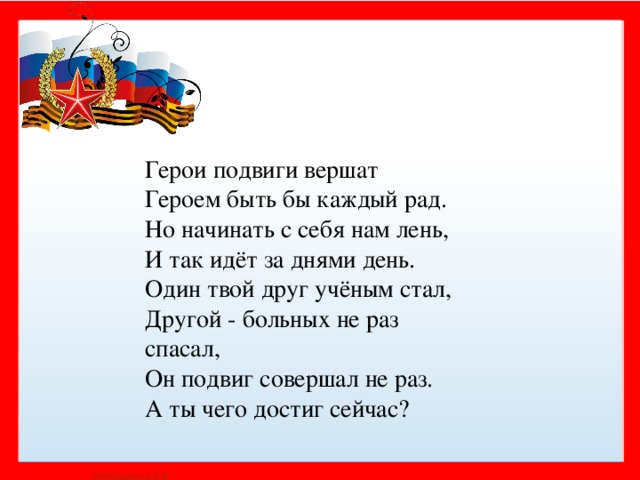 Герои подвиги вершат
Героем быть бы каждый рад.
Но начинать с себя нам лень,
И так идёт за днями день.
Один твой друг учёным стал,
Другой - больных не раз
спасал,
Он подвиг совершал не раз.
А ты чего достиг сейчас?